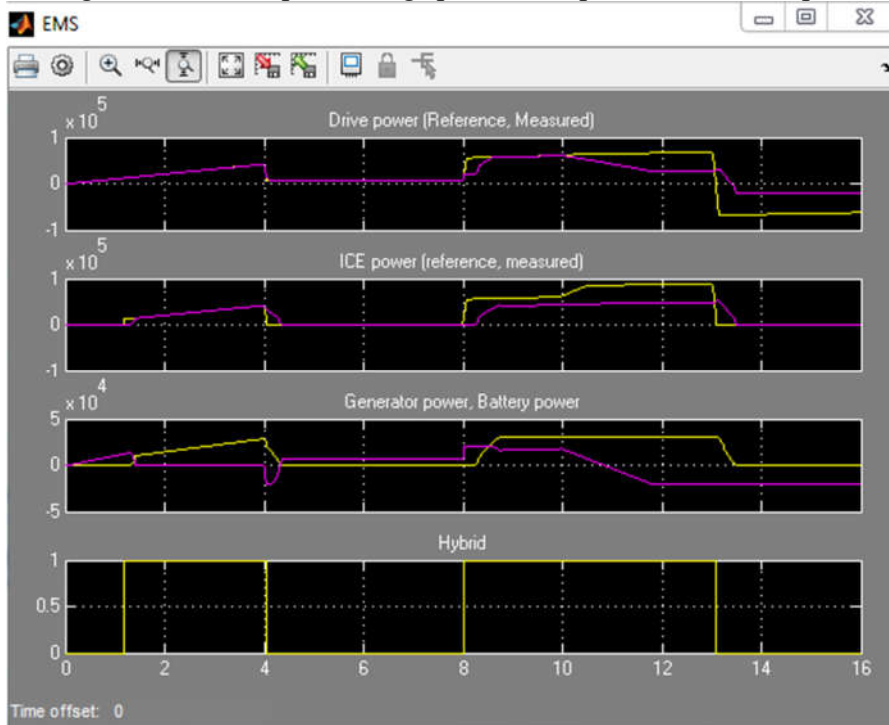 EMS
x 10^5
Drive power (Reference, Measured)
1
0
-1
x 10^5
ICE power (reference, measured)
1
0
-1
x 10^4
Generator power, Battery power
5
0
-5
Hybrid
1
0.5
0
0 2 4 6 8 10 12 14 16
Time offset: 0